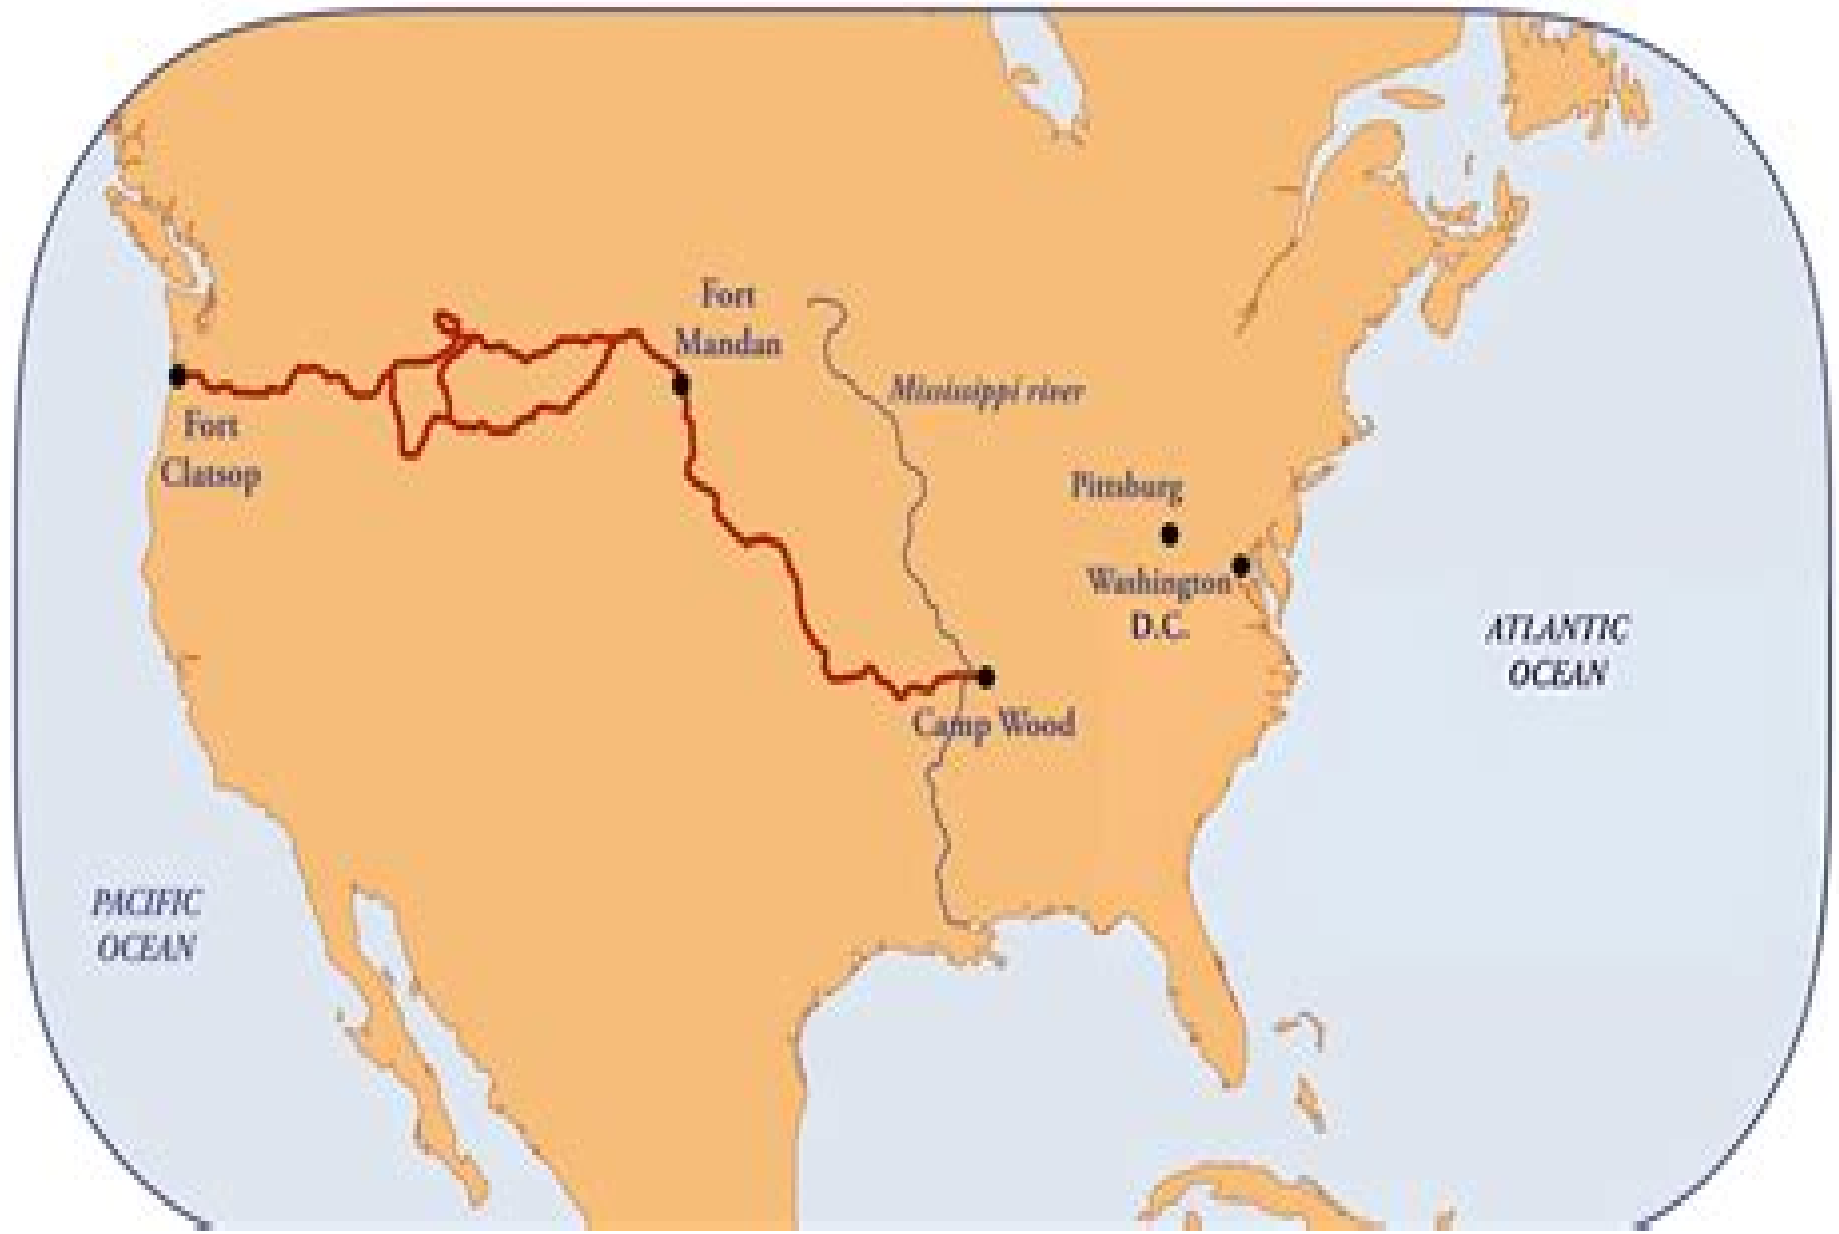 Fort
Mandan
Mississippi river
Fort
Clatsop
Pittsburg
Washington
D.C.
ATLANTIC
OCEAN
Camp Wood
PACIFIC
OCEAN